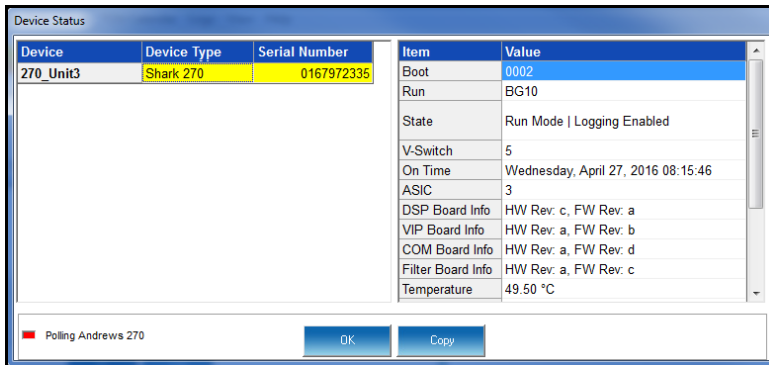 Device Status
Device Device Type Serial Number
270_Unit3 Shark 270 0167972335
Item Value
Boot 0002
Run BG10
State Run Mode | Logging Enabled
V-Switch 5
On Time Wednesday, April 27, 2016 08:15:46
ASIC 3
DSP Board Info HW Rev: c, FW Rev: a
VIP Board Info HW Rev: a, FW Rev: b
COM Board Info HW Rev: a, FW Rev: d
Filter Board Info HW Rev: a, FW Rev: c
Temperature 49.50 °C
Polling Andrews 270
OK Copy